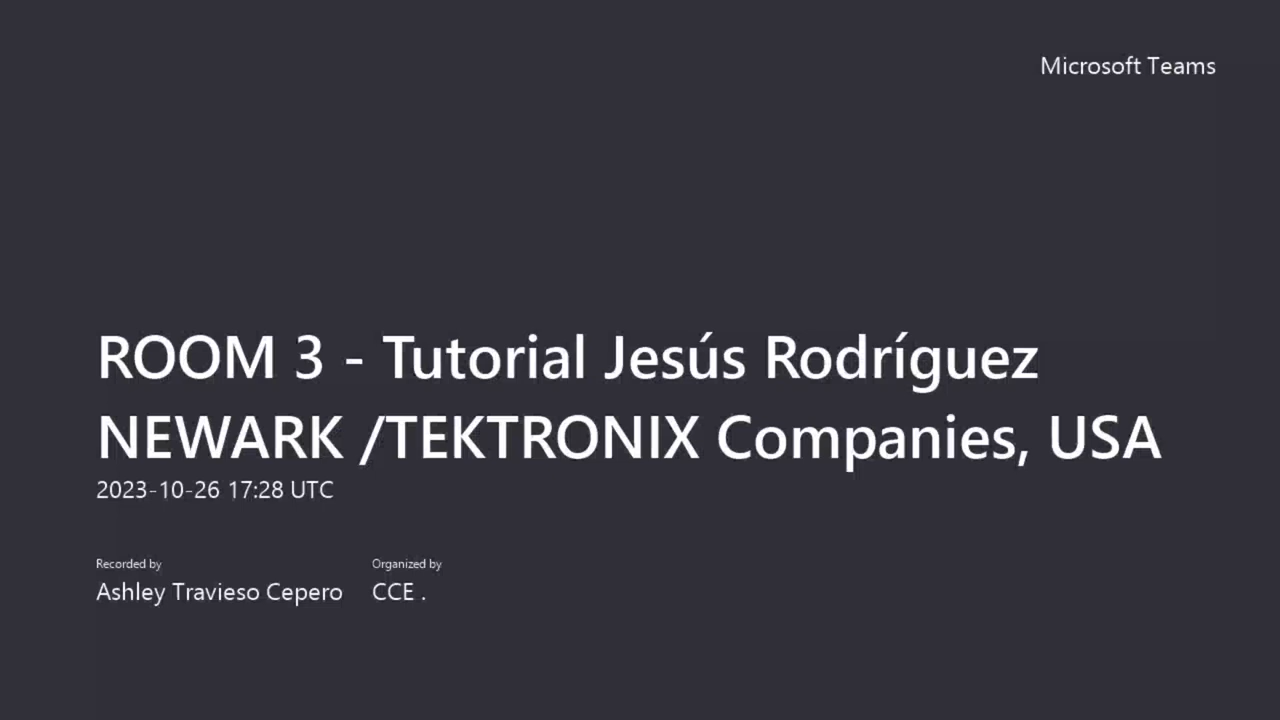 Microsoft Teams
ROOM 3 - Tutorial Jesús Rodríguez
NEWARK /TEKTRONIX Companies, USA
2023-10-26 17:28 UTC
Recorded by
Ashley Travieso Cepero
Organized by
CCE .